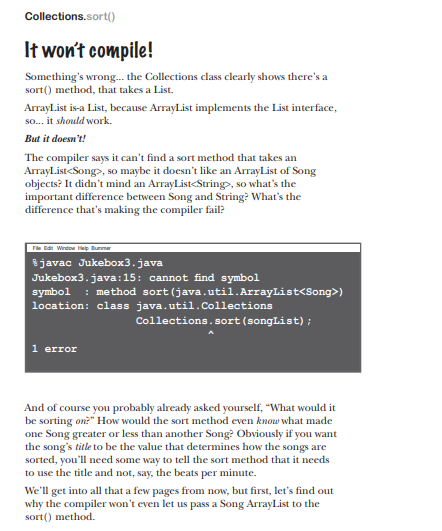 Collections.sort()
It won't compile!
Something's wrong... the Collections class clearly shows there's a
sort() method, that takes a List.
ArrayList is-a List, because ArrayList implements the List interface,
so... it should work.
But it doesn't!
The compiler says it can't find a sort method that takes an
ArrayList<Song>, so maybe it doesn't like an ArrayList of Song
objects? It didn't mind an ArrayList<String>, so what's the
important difference between Song and String? What's the
difference that's making the compiler fail?
File Edit Window Help Bummer
%javac Jukebox3.java
Jukebox3.java:15: cannot find symbol
symbol  : method sort(java.util.ArrayList<Song>)
location: class java.util.Collections
Collections.sort(songList);
^
1 error
And of course you probably already asked yourself, "What would it
be sorting on?" How would the sort method even know what made
one Song greater or less than another Song? Obviously if you want
the song's title to be the value that determines how the songs are
sorted, you'll need some way to tell the sort method that it needs
to use the title and not, say, the beats per minute.
We'll get into all that a few pages from now, but first, let's find out
why the compiler won't even let us pass a Song ArrayList to the
sort() method.